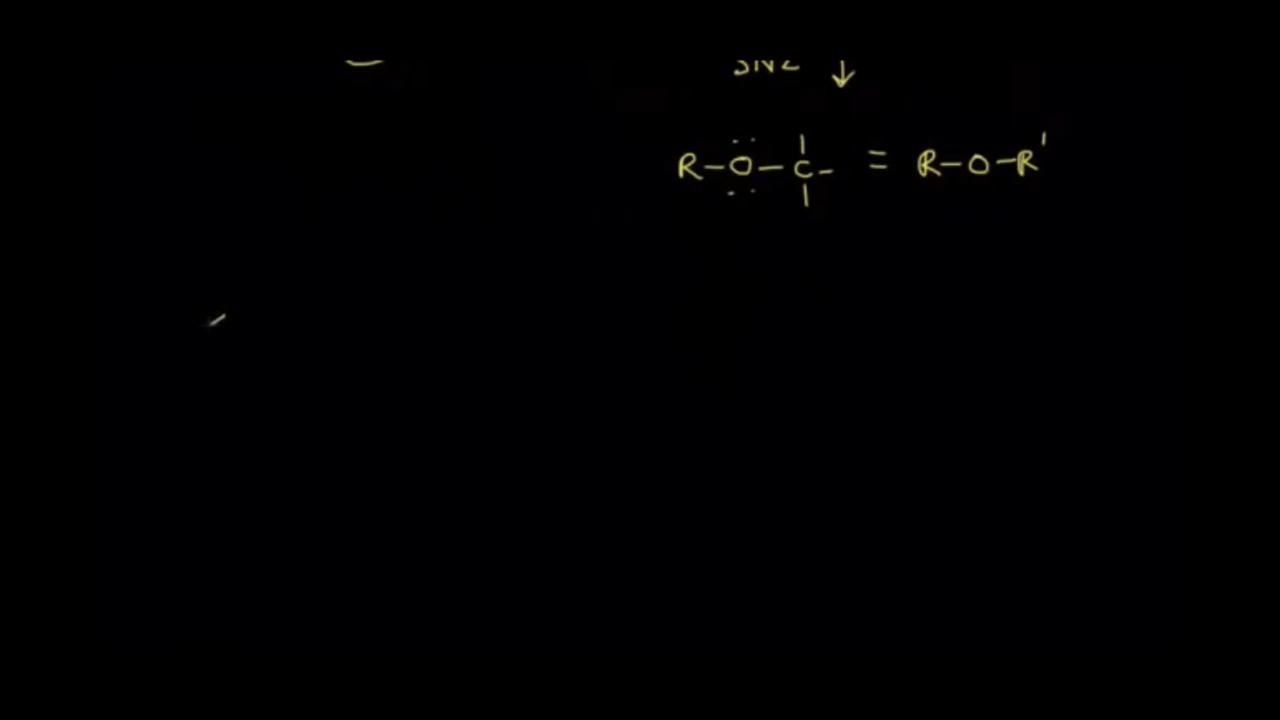 SN2 ↓
R-O-C- = R-O-R'